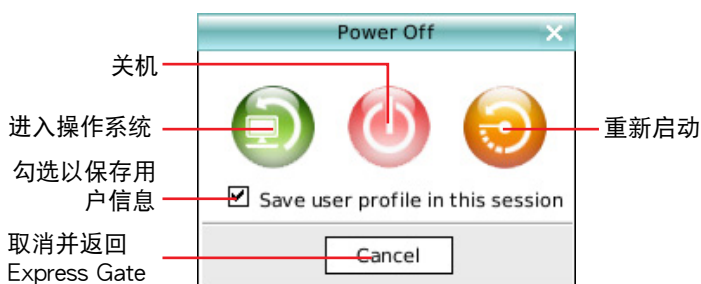 Power Off
关机
进入操作系统
重新启动
勾选以保存用
户信息
Save user profile in this session
取消并返回
Express Gate
Cancel